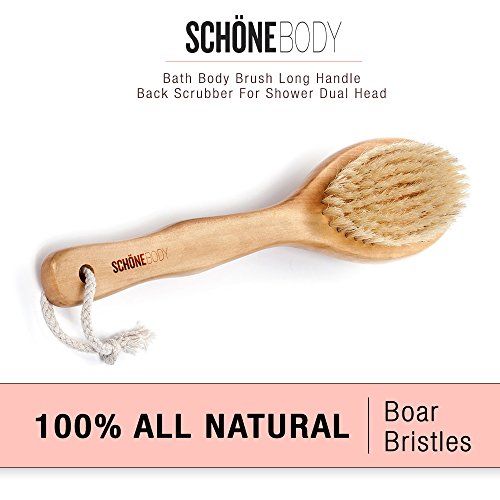 SCHÖNEBODY
Bath Body Brush Long Handle
Back Scrubber For Shower Dual Head
SCHÖNEBODY
100% ALL NATURAL
Boar
Bristles